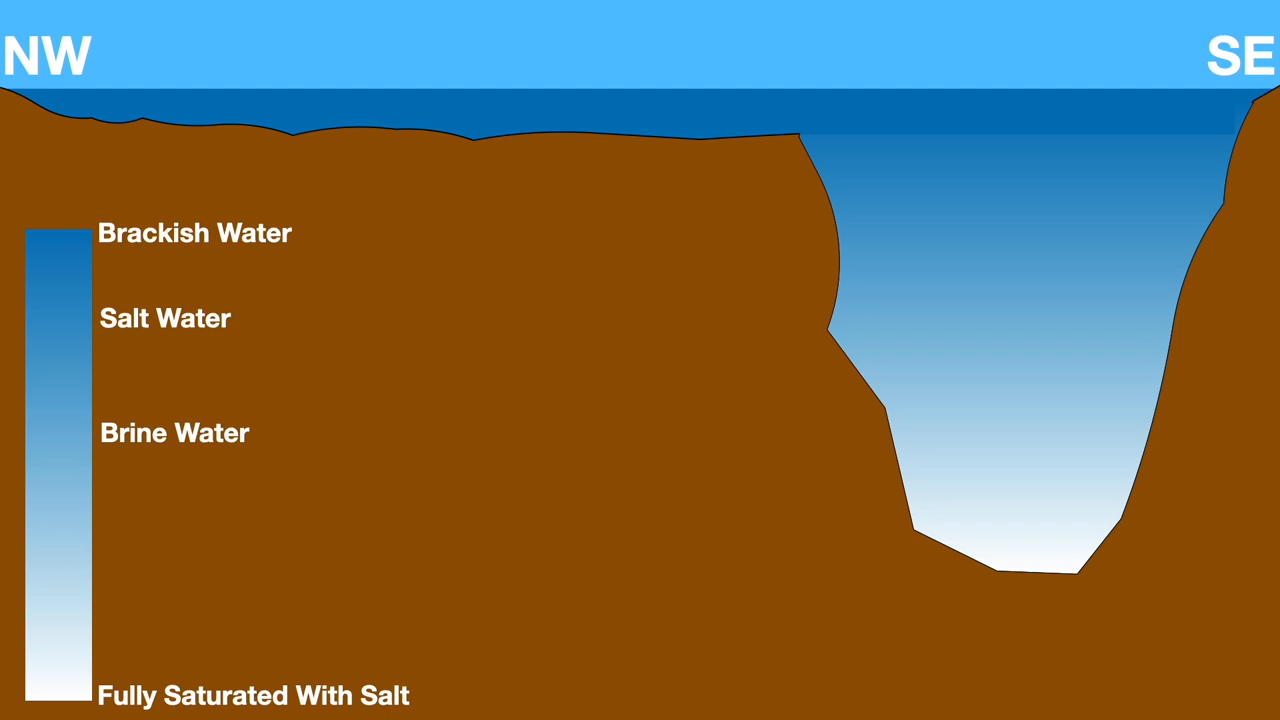 NW
SE
Brackish Water
Salt Water
Brine Water
Fully Saturated With Salt